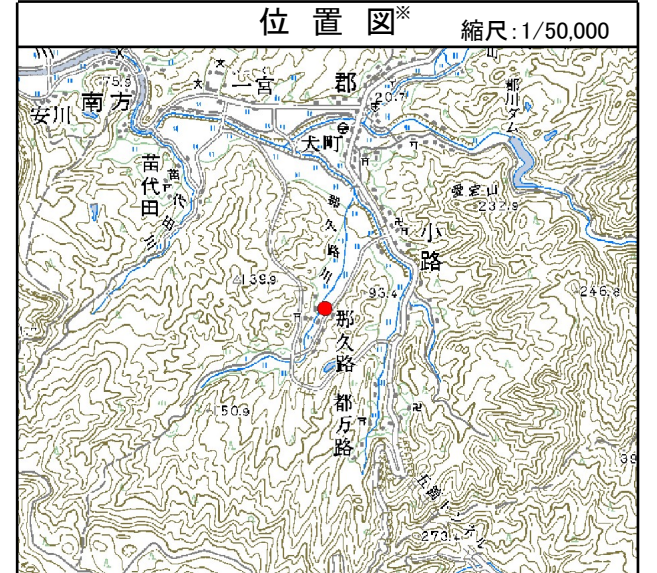 位置図※
縮尺:1/50,000
75.9
一宮
郡
安川
南方
20.7
郡川ダム
犬町
苗代田
苗代田川
愛宕山
232.9
小路
那久路川
139.9
93.4
246.8
那久路
150.9
都万路
39
五箇トンネル
273.2